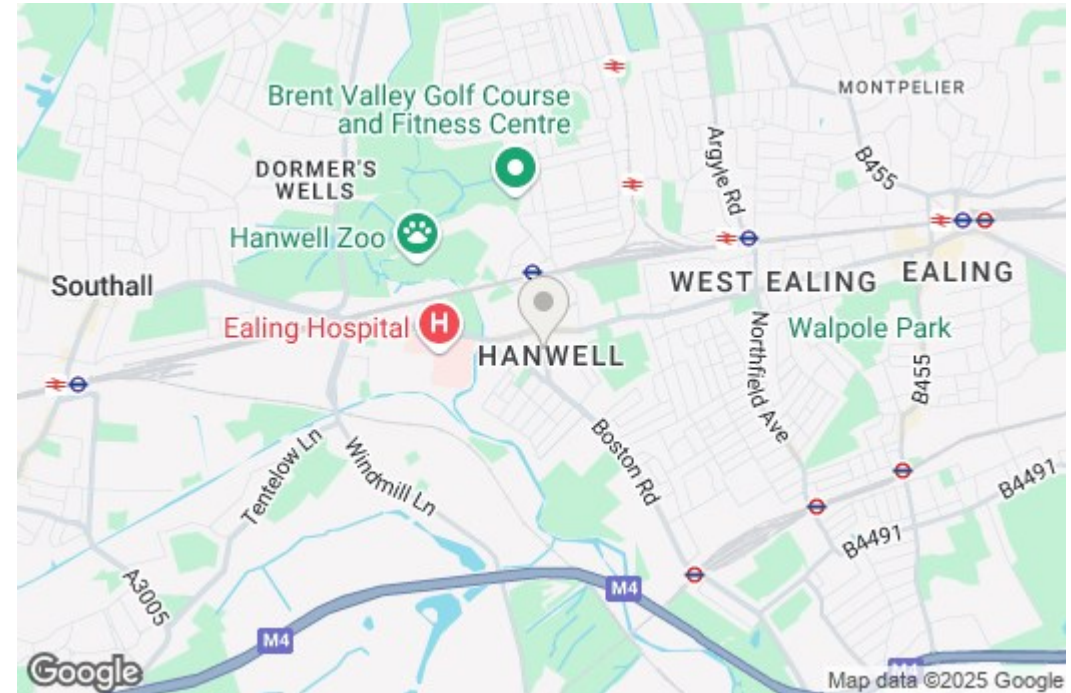 MONTPELIER
Brent Valley Golf Course
and Fitness Centre
Argyle Rd
B455
DORMER'S
WELLS
Hanwell Zoo
Southall
WEST EALING
EALING
Ealing Hospital
H
Walpole Park
HANWELL
Northfield Ave
B455
Boston Rd
Tentelow Ln
Windmill Ln
B4491
B4491
A3005
M4
M4
M4
Google
Map data ©2025 Google